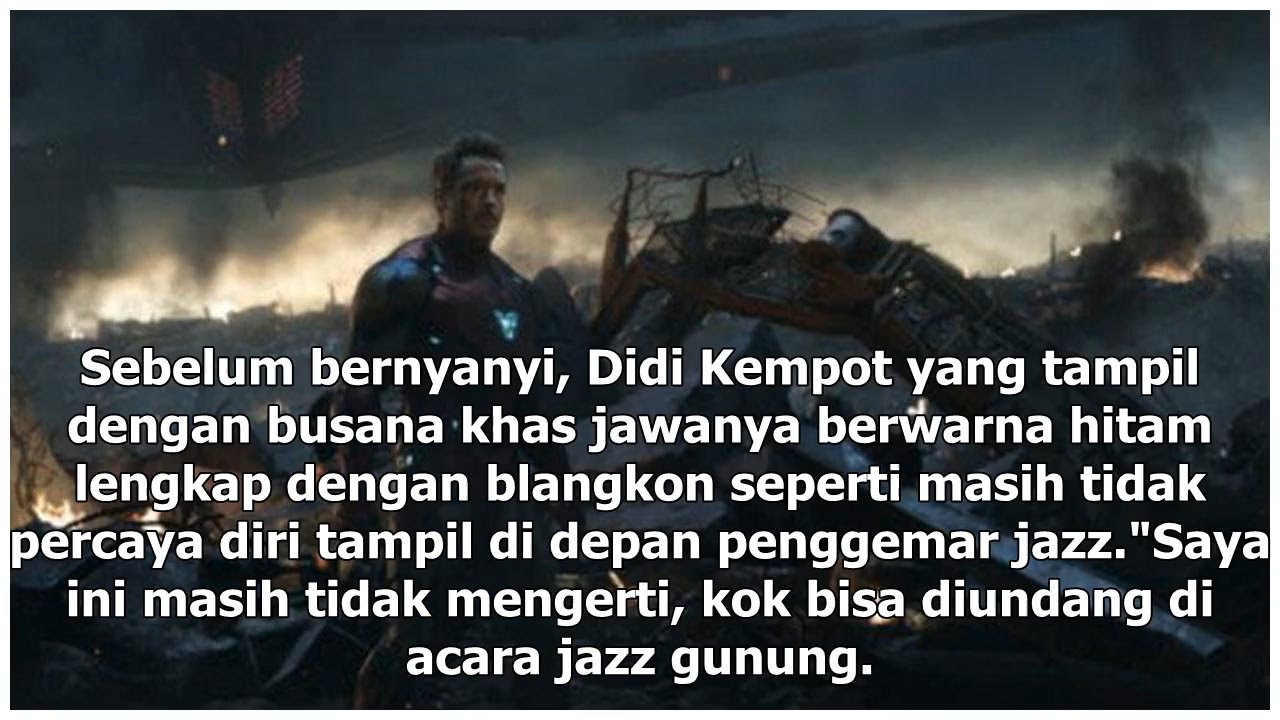 Sebelum bernyanyi, Didi Kempot yang tampil
dengan busana khas jawanya berwarna hitam
lengkap dengan blangkon seperti masih tidak
percaya diri tampil di depan penggemar jazz."Saya
ini masih tidak mengerti, kok bisa diundang di
acara jazz gunung.